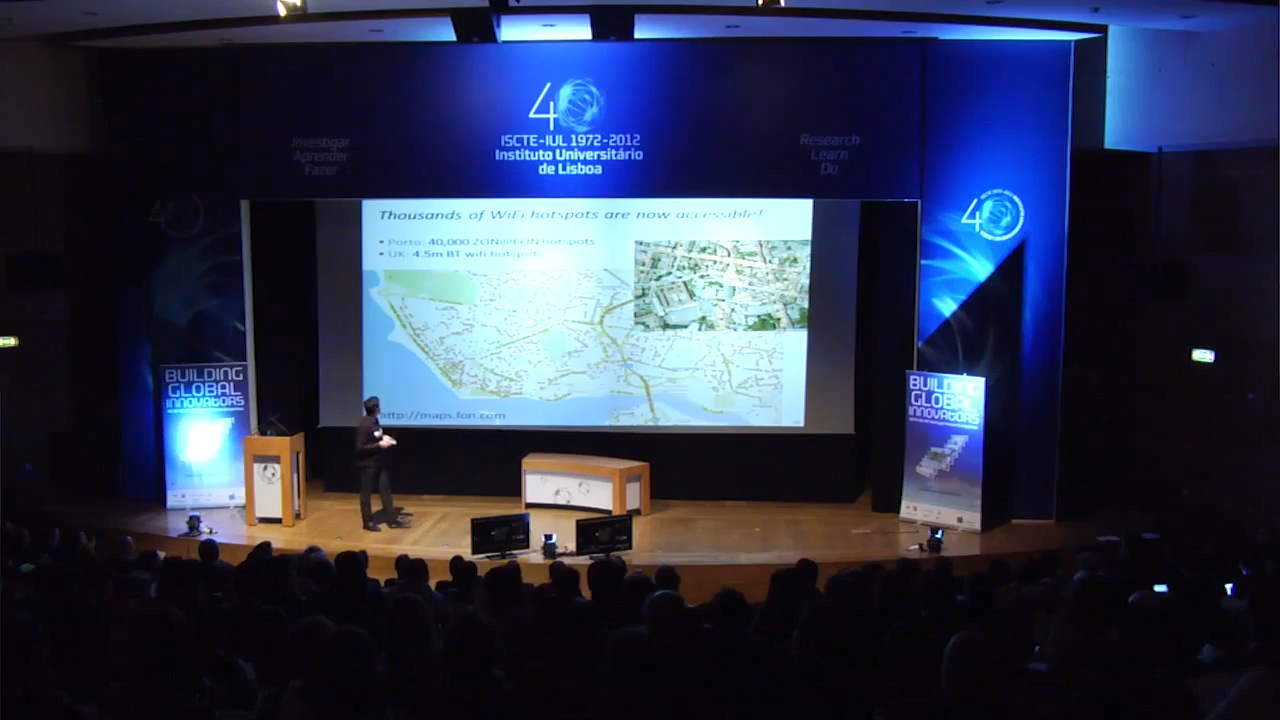 40
ISCTE-IUL 1972-2012
Instituto Universitário
de Lisboa
Investigar
Aprender
Fazer
Research
Learn
Do
40
40
Thousands of WiFi hotspots are now accessible!
• Porto: 40,000 ZON@FON hotspots
• UK: 4.5m BT wifi hotspots
http://maps.fon.com
BUILDING
GLOBAL
INNOVATORS
BUILDING
GLOBAL
INNOVATORS